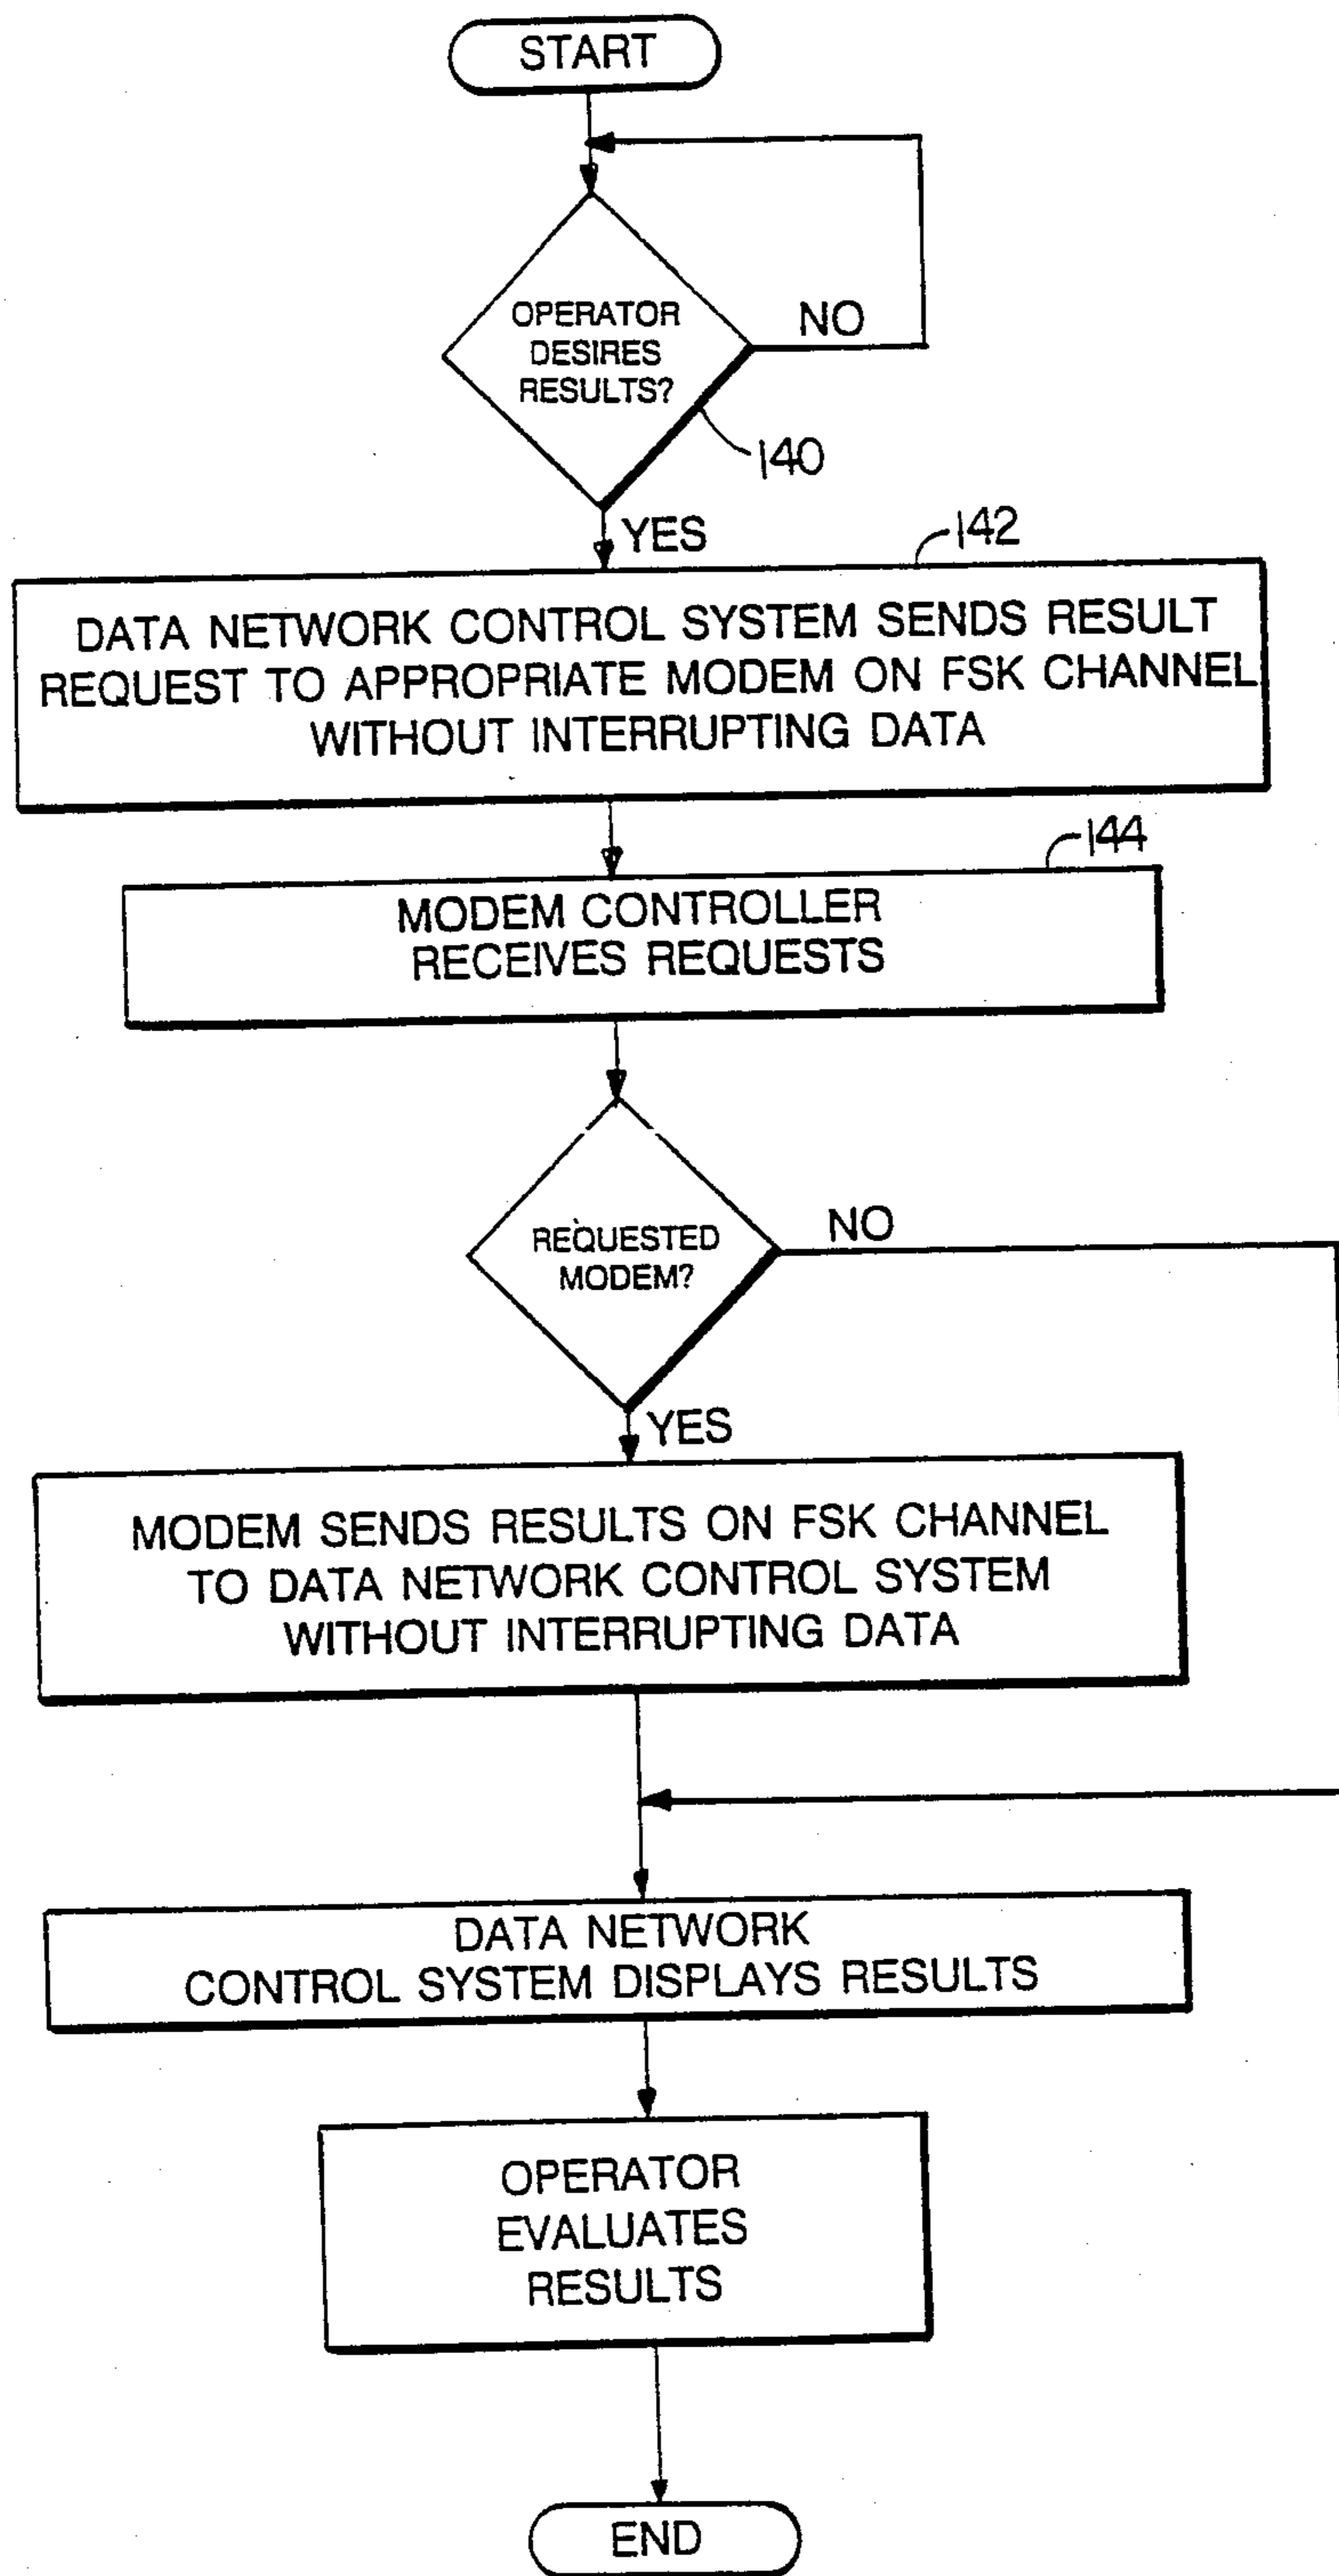 START
OPERATOR
DESIRES
RESULTS?
NO
140
YES
142
DATA NETWORK CONTROL SYSTEM SENDS RESULT
REQUEST TO APPROPRIATE MODEM ON FSK CHANNEL
WITHOUT INTERRUPTING DATA
144
MODEM CONTROLLER
RECEIVES REQUESTS
REQUESTED
MODEM?
NO
YES
MODEM SENDS RESULTS ON FSK CHANNEL
TO DATA NETWORK CONTROL SYSTEM
WITHOUT INTERRUPTING DATA
DATA NETWORK
CONTROL SYSTEM DISPLAYS RESULTS
OPERATOR
EVALUATES
RESULTS
END